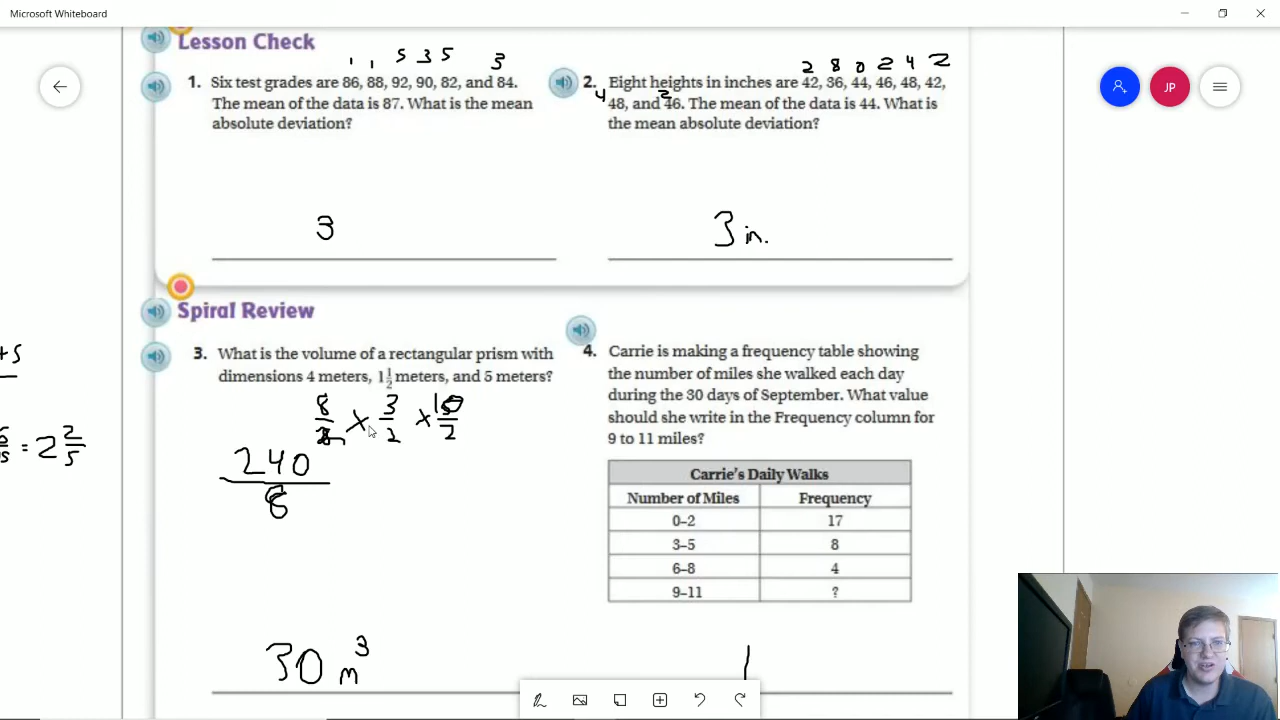 Microsoft Whiteboard
Lesson Check
1 1 5 3 5 3
1. Six test grades are 86, 88, 92, 90, 82, and 84.
The mean of the data is 87. What is the mean
absolute deviation?
3
2 8 0 2 4 2
2. Eight heights in inches are 42, 36, 44, 46, 48, 42,
4 2
48, and 46. The mean of the data is 44. What is
the mean absolute deviation?
3 in.
JP
Spiral Review
3. What is the volume of a rectangular prism with
dimensions 4 meters, 1 1/2 meters, and 5 meters?
8/2 × 3/2 × 10/2
240
8
30 m³
4. Carrie is making a frequency table showing
the number of miles she walked each day
during the 30 days of September. What value
should she write in the Frequency column for
9 to 11 miles?
Carrie's Daily Walks
Number of Miles Frequency
0–2 17
3–5 8
6–8 4
9–11 ?
1
+5
= 2 2/5